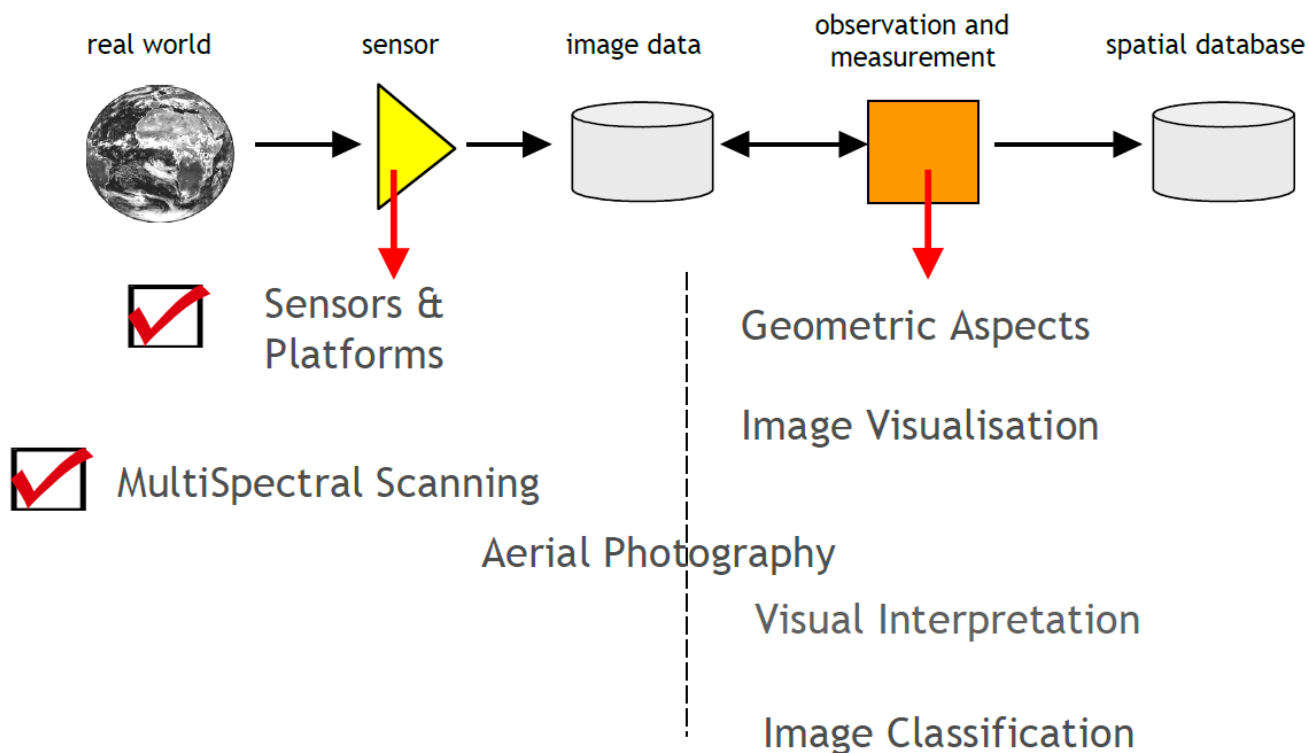 real world
sensor
image data
observation and
measurement
spatial database
Sensors &
Platforms
Geometric Aspects
Image Visualisation
MultiSpectral Scanning
Aerial Photography
Visual Interpretation
Image Classification